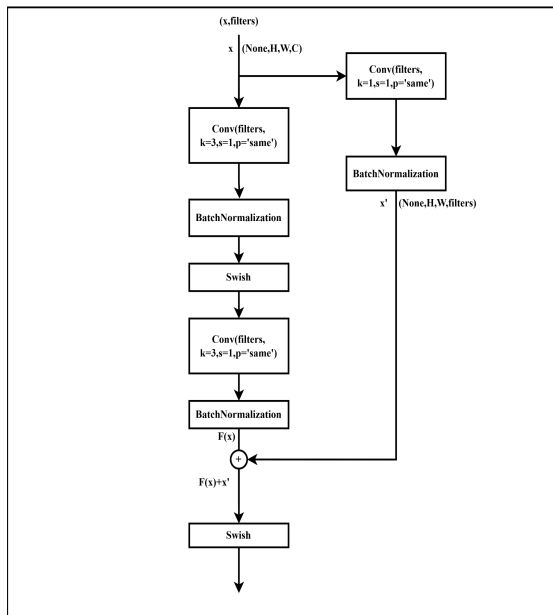 (x,filters)
x (None,H,W,C)
Conv(filters,
k=1,s=1,p='same')
Conv(filters,
k=3,s=1,p='same')
BatchNormalization
x' (None,H,W,filters)
BatchNormalization
Swish
Conv(filters,
k=3,s=1,p='same')
BatchNormalization
F(x)
+
F(x)+x'
Swish